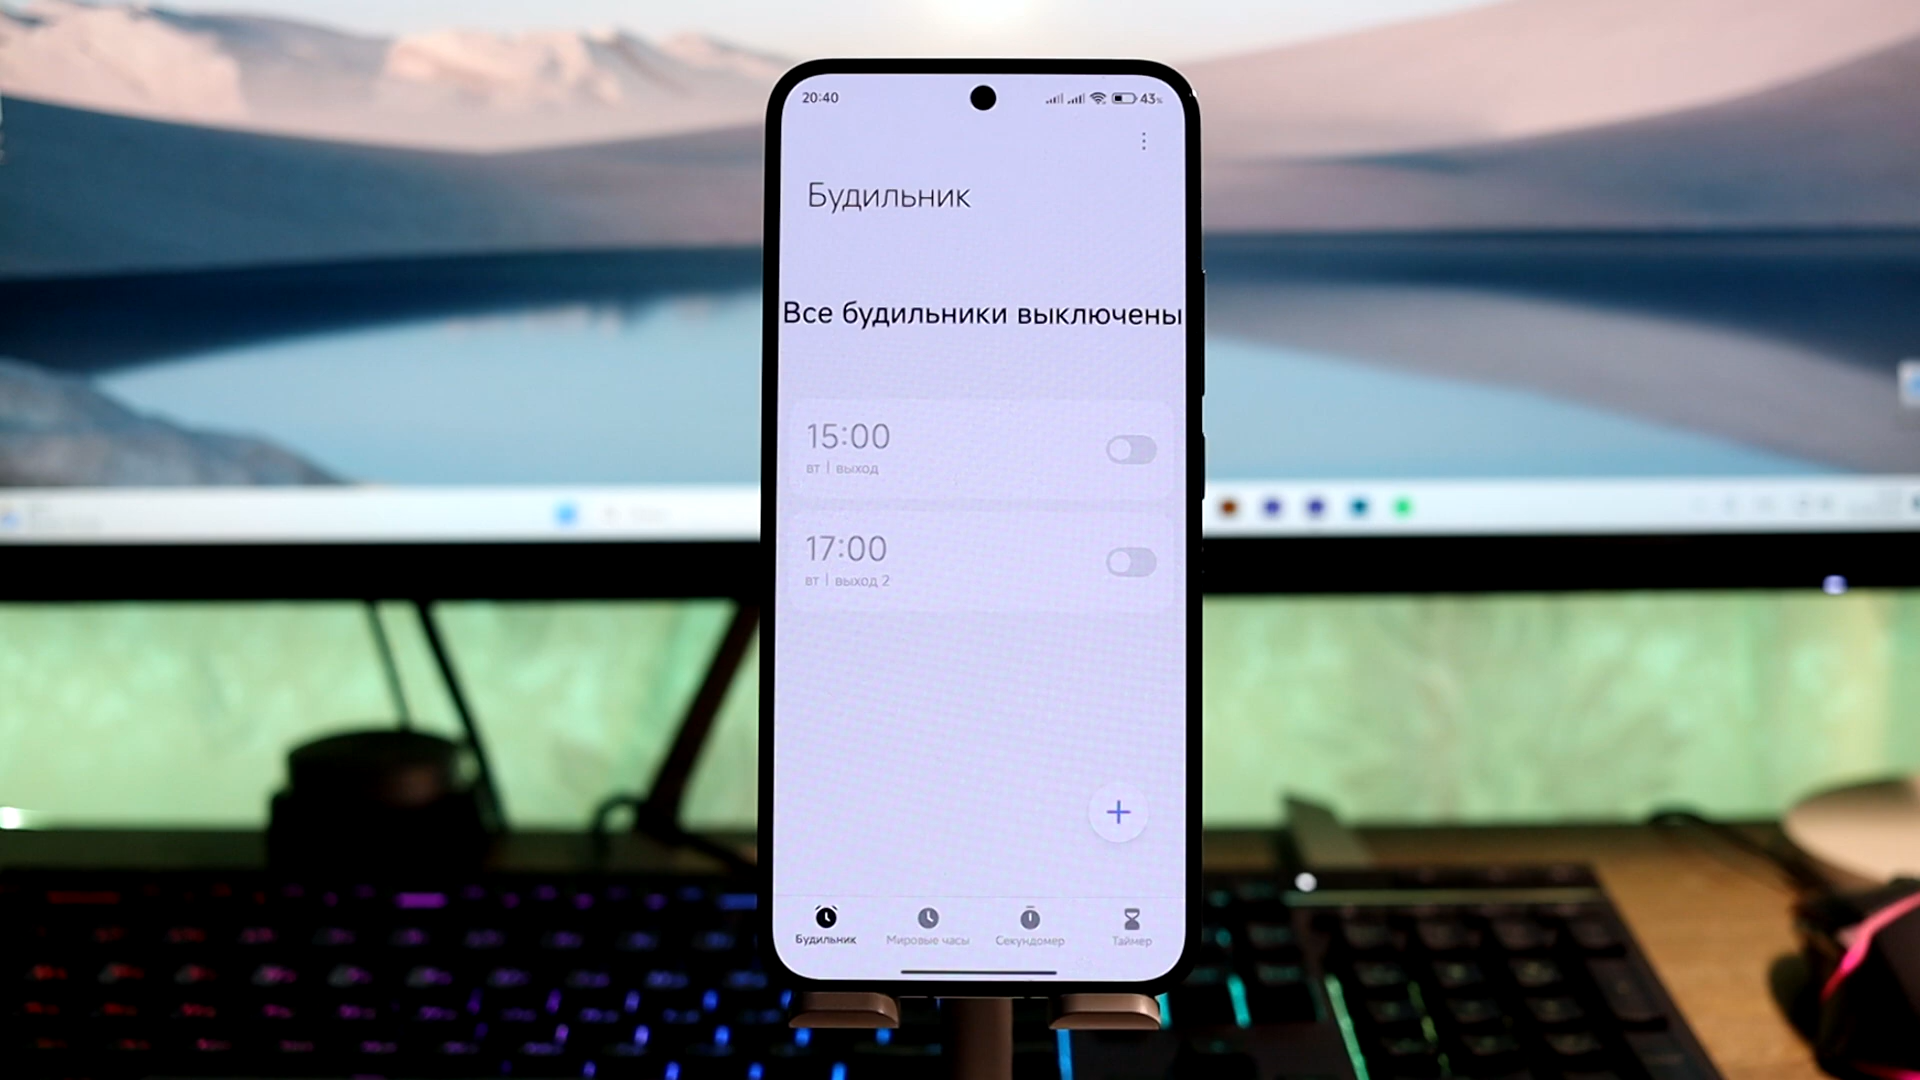 20:40 43%
Будильник
Все будильники выключены
15:00
вт | выход
17:00
вт | выход 2
Будильник Мировые часы Секундомер Таймер